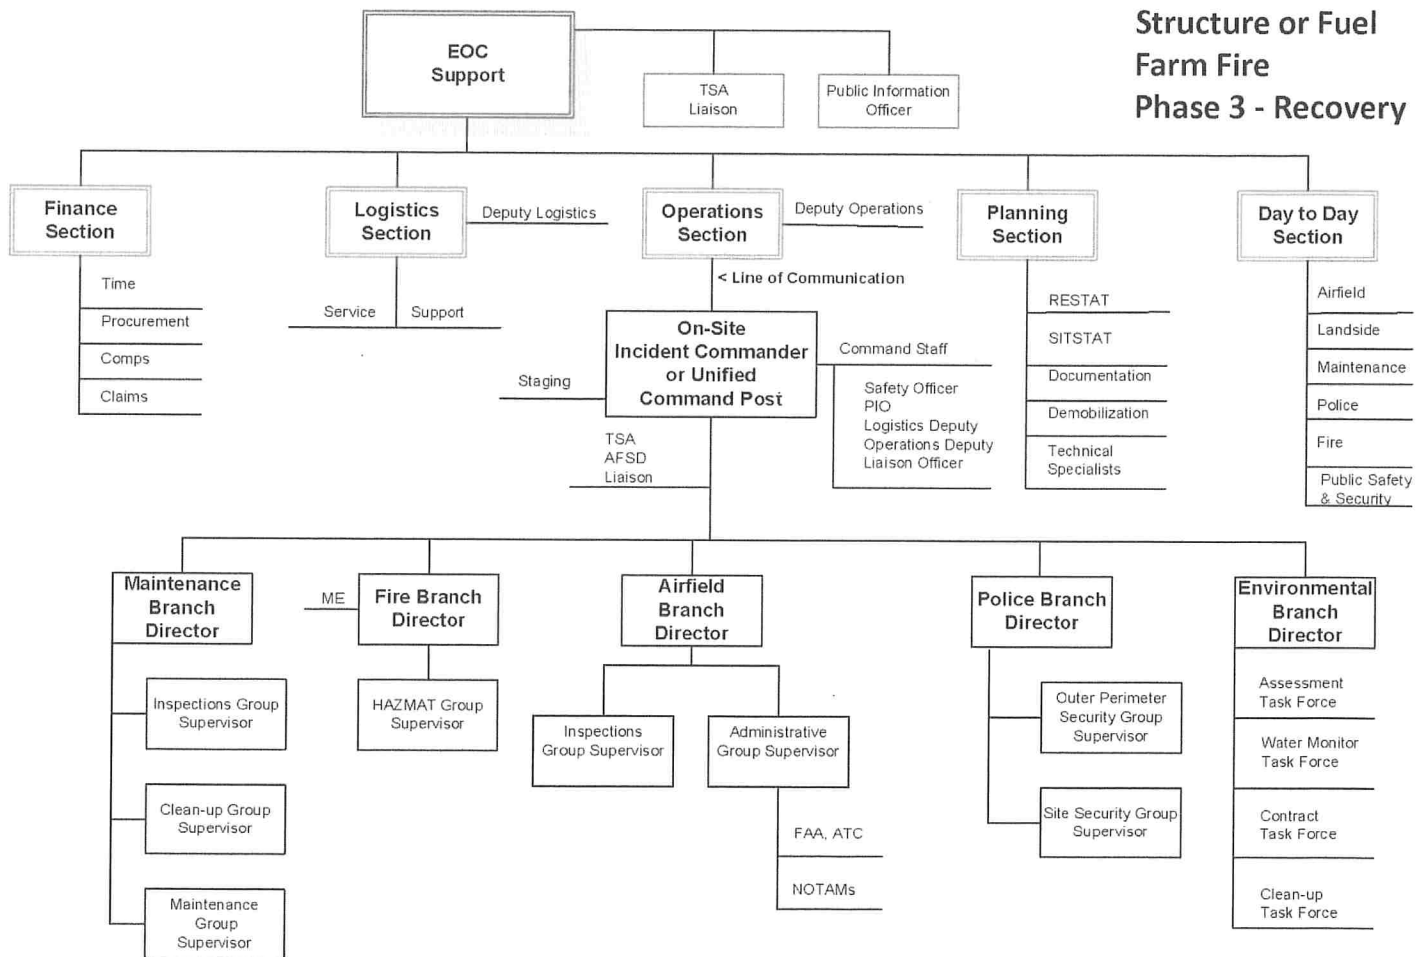 Structure or Fuel
Farm Fire
Phase 3 - Recovery
EOC
Support
TSA
Liaison
Public Information
Officer
Finance
Section
Logistics
Section
Deputy Logistics
Operations
Section
Deputy Operations
Planning
Section
Day to Day
Section
Time
Procurement
Comps
Claims
Service
Support
< Line of Communication
On-Site
Incident Commander
or Unified
Command Post
Staging
Command Staff
Safety Officer
PIO
Logistics Deputy
Operations Deputy
Liaison Officer
TSA
AFSD
Liaison
RESTAT
SITSTAT
Documentation
Demobilization
Technical
Specialists
Airfield
Landside
Maintenance
Police
Fire
Public Safety
& Security
Maintenance
Branch
Director
ME
Fire Branch
Director
Airfield
Branch
Director
Police Branch
Director
Environmental
Branch
Director
Inspections Group
Supervisor
Clean-up Group
Supervisor
Maintenance
Group
Supervisor
HAZMAT Group
Supervisor
Inspections
Group Supervisor
Administrative
Group Supervisor
FAA, ATC
NOTAMs
Outer Perimeter
Security Group
Supervisor
Site Security Group
Supervisor
Assessment
Task Force
Water Monitor
Task Force
Contract
Task Force
Clean-up
Task Force